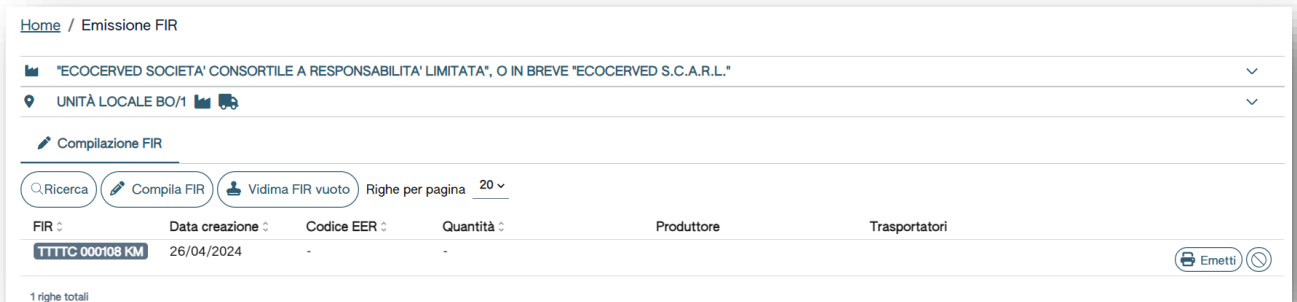 Home / Emissione FIR
"ECOCERVED SOCIETA' CONSORTILE A RESPONSABILITA' LIMITATA", O IN BREVE "ECOCERVED S.C.A.R.L."
UNITÀ LOCALE BO/1
Compilazione FIR
Ricerca Compila FIR Vidima FIR vuoto Righe per pagina 20
FIR Data creazione Codice EER Quantità Produttore Trasportatori
TTTTC 000108 KM 26/04/2024 - - Emetti
1 righe totali